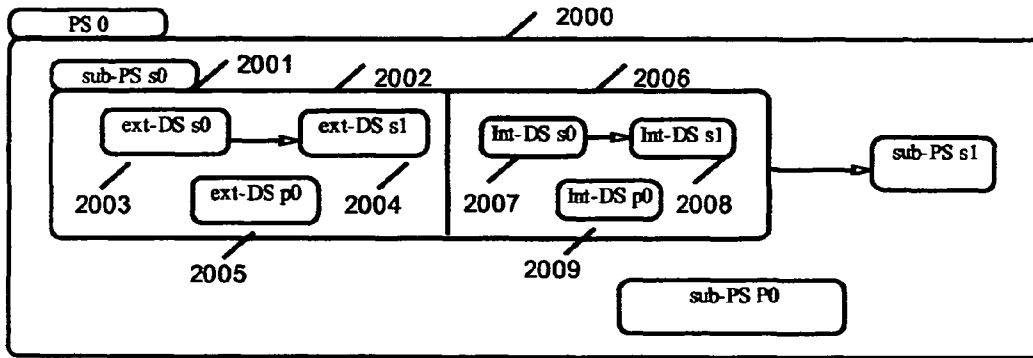 PS 0
2000
sub-PS s0
2001
2002
2006
ext-DS s0
ext-DS s1
Int-DS s0
Int-DS s1
sub-PS s1
2003
ext-DS p0
2004
2007
Int-DS p0
2008
2005
2009
sub-PS P0